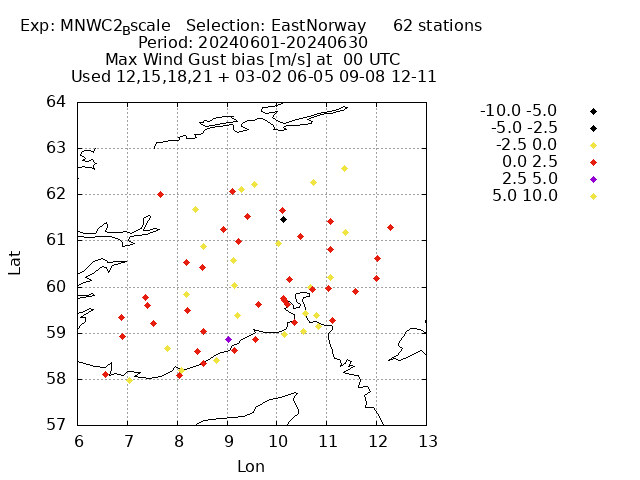 Exp: MNWC2Bscale   Selection: EastNorway     62 stations
Period: 20240601-20240630
Max Wind Gust bias [m/s] at  00 UTC
Used 12,15,18,21 + 03-02 06-05 09-08 12-11
64
63
62
61
60
59
58
57
6 7 8 9 10 11 12 13
Lat
Lon
-10.0 -5.0
-5.0 -2.5
-2.5 0.0
0.0 2.5
2.5 5.0
5.0 10.0